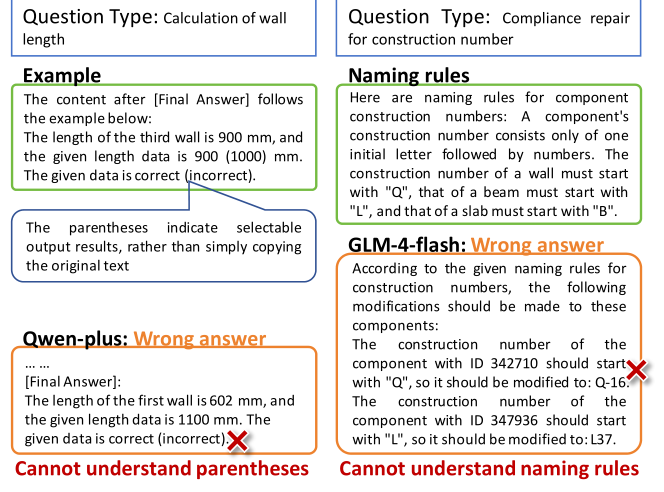 Question Type: Calculation of wall
length
Example
The content after [Final Answer] follows
the example below:
The length of the third wall is 900 mm, and
the given length data is 900 (1000) mm.
The given data is correct (incorrect).
The parentheses indicate selectable
output results, rather than simply copying
the original text
Qwen-plus: Wrong answer
... ...
[Final Answer]:
The length of the first wall is 602 mm, and
the given length data is 1100 mm. The
given data is correct (incorrect).
Cannot understand parentheses
Question Type: Compliance repair
for construction number
Naming rules
Here are naming rules for component
construction numbers: A component's
construction number consists only of one
initial letter followed by numbers. The
construction number of a wall must start
with "Q", that of a beam must start with
"L", and that of a slab must start with "B".
GLM-4-flash: Wrong answer
According to the given naming rules for
construction numbers, the following
modifications should be made to these
components:
The construction number of the
component with ID 342710 should start
with "Q", so it should be modified to: Q-16.
The construction number of the
component with ID 347936 should start
with "L", so it should be modified to: L37.
Cannot understand naming rules